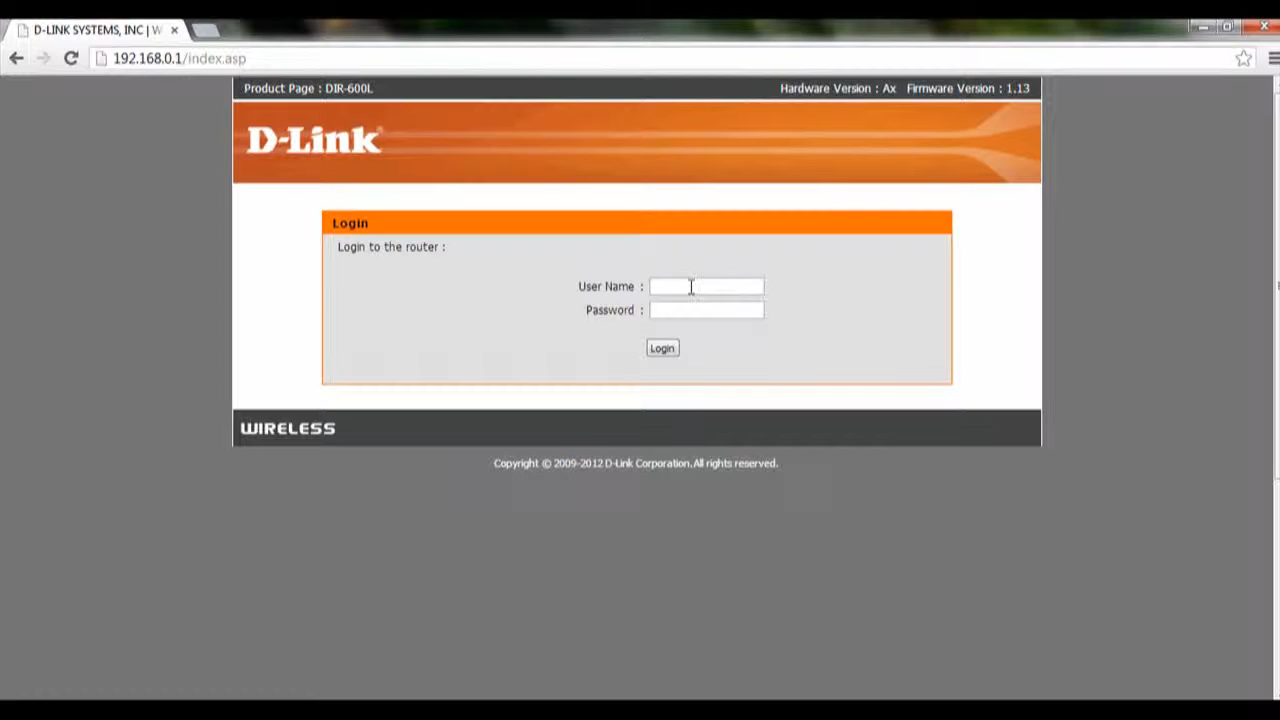 D-LINK SYSTEMS, INC | W
192.168.0.1/index.asp
Product Page : DIR-600L Hardware Version : Ax Firmware Version : 1.13
D-Link
Login
Login to the router :
User Name :
Password :
Login
WIRELESS
Copyright © 2009-2012 D-Link Corporation,All rights reserved.